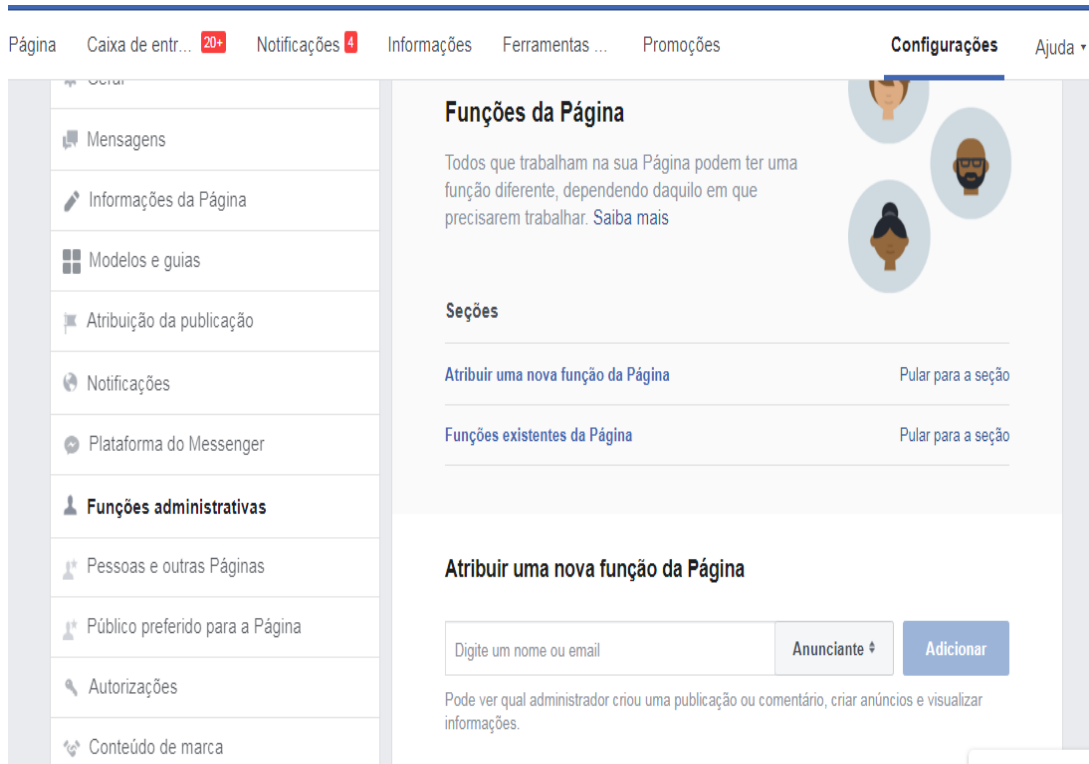 Página Caixa de entr... 20+ Notificações 4 Informações Ferramentas ... Promoções Configurações Ajuda
Geral
Mensagens
Informações da Página
Modelos e guias
Atribuição da publicação
Notificações
Plataforma do Messenger
Funções administrativas
Pessoas e outras Páginas
Público preferido para a Página
Autorizações
Conteúdo de marca
Funções da Página
Todos que trabalham na sua Página podem ter uma
função diferente, dependendo daquilo em que
precisarem trabalhar. Saiba mais
Seções
Atribuir uma nova função da Página Pular para a seção
Funções existentes da Página Pular para a seção
Atribuir uma nova função da Página
Digite um nome ou email Anunciante Adicionar
Pode ver qual administrador criou uma publicação ou comentário, criar anúncios e visualizar
informações.